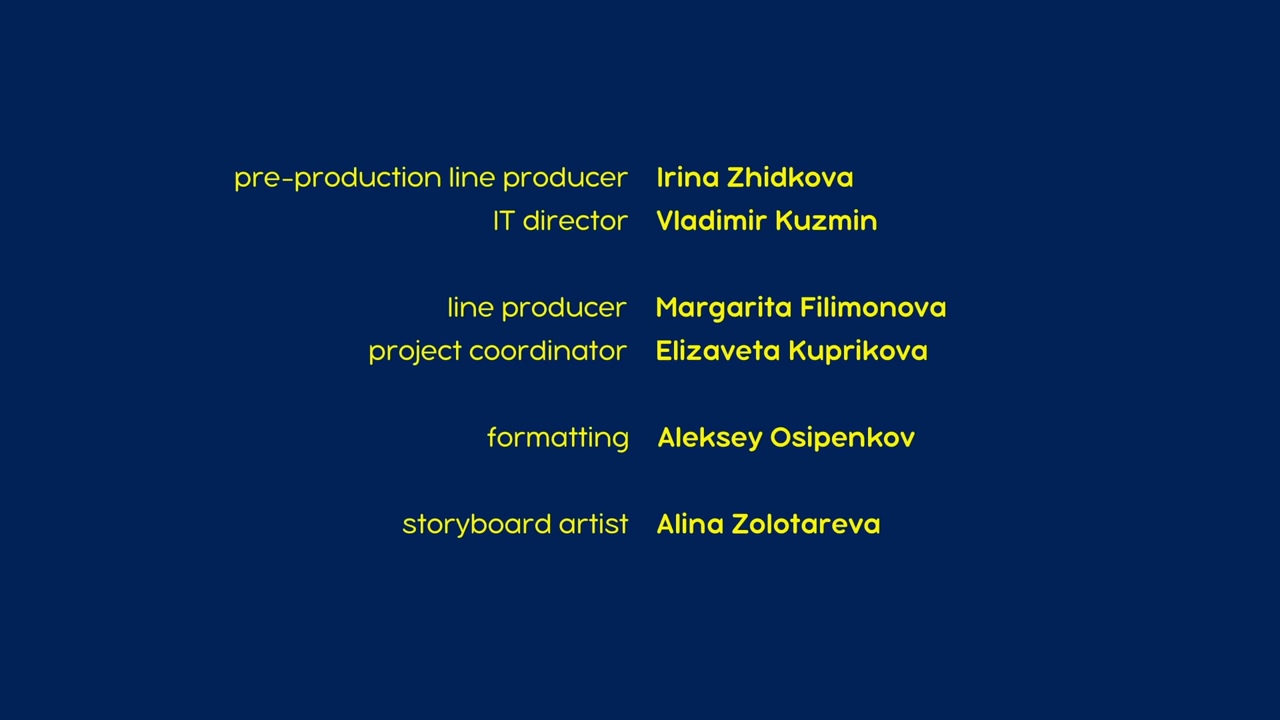 pre-production line producer Irina Zhidkova
IT director Vladimir Kuzmin
line producer Margarita Filimonova
project coordinator Elizaveta Kuprikova
formatting Aleksey Osipenkov
storyboard artist Alina Zolotareva